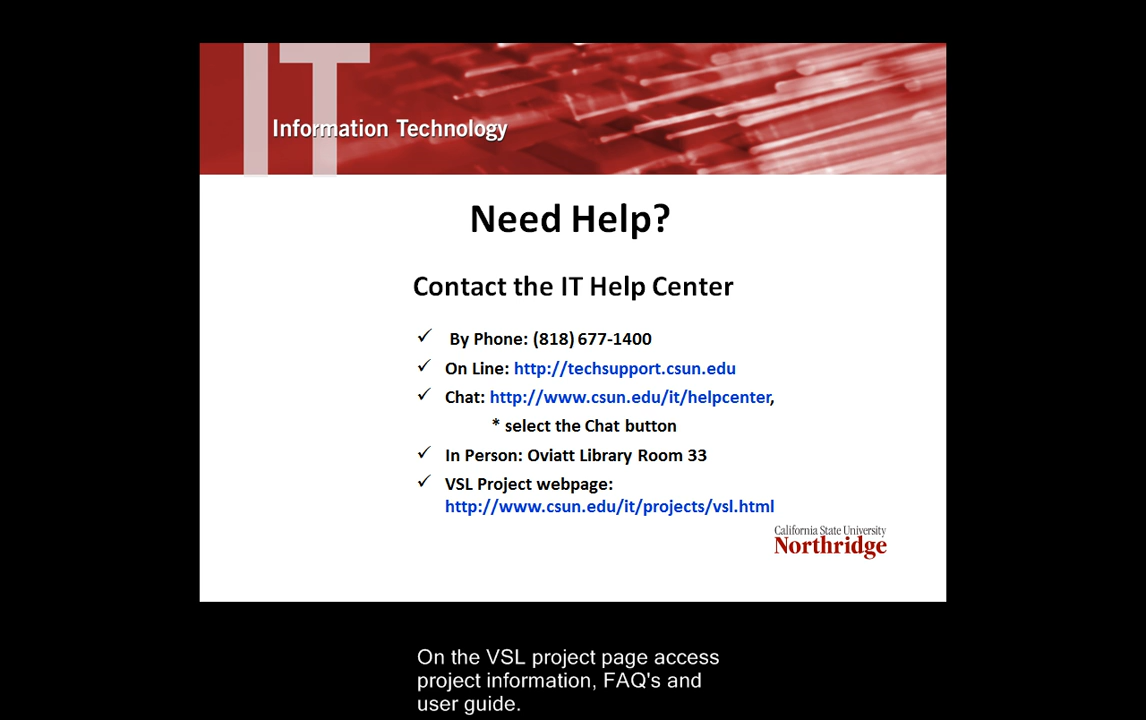 IT
Information Technology
Need Help?
Contact the IT Help Center
✓ By Phone: (818) 677-1400
✓ On Line: http://techsupport.csun.edu
✓ Chat: http://www.csun.edu/it/helpcenter,
* select the Chat button
✓ In Person: Oviatt Library Room 33
✓ VSL Project webpage:
http://www.csun.edu/it/projects/vsl.html
California State University
Northridge
On the VSL project page access
project information, FAQ's and
user guide.